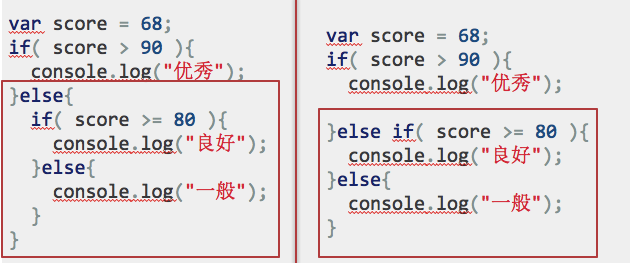 var score = 68;
if( score > 90 ){
  console.log("优秀");
}else{
  if( score >= 80 ){
    console.log("良好");
  }else{
    console.log("一般");
  }
}
var score = 68;
if( score > 90 ){
  console.log("优秀");
}else if( score >= 80 ){
  console.log("良好");
}else{
  console.log("一般");
}